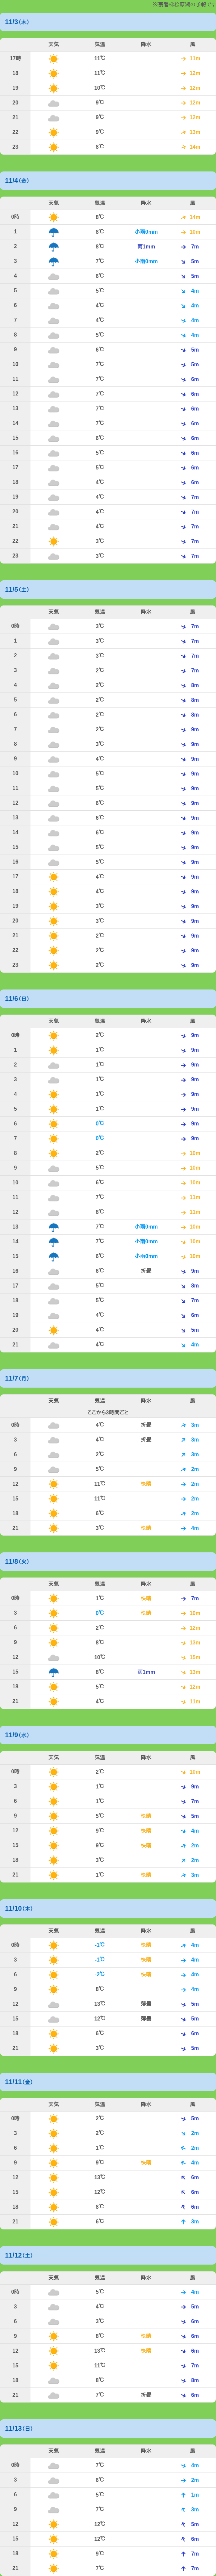 ※裏磐梯桧原湖の予報です
11/3(木)
天気 気温 降水 風
17時 11℃ 11m
18 11℃ 11m
19 10℃ 12m
20 9℃ 12m
21 9℃ 12m
22 9℃ 13m
23 8℃ 14m
11/4(金)
天気 気温 降水 風
0時 8℃ 14m
1 8℃ 小雨0mm 10m
2 8℃ 雨1mm 7m
3 7℃ 小雨0mm 5m
4 6℃ 5m
5 5℃ 4m
6 4℃ 4m
7 4℃ 4m
8 5℃ 4m
9 6℃ 5m
10 7℃ 5m
11 7℃ 6m
12 7℃ 6m
13 7℃ 6m
14 7℃ 6m
15 6℃ 6m
16 5℃ 6m
17 5℃ 6m
18 4℃ 6m
19 4℃ 7m
20 4℃ 7m
21 4℃ 7m
22 3℃ 7m
23 3℃ 7m
11/5(土)
天気 気温 降水 風
0時 3℃ 7m
1 3℃ 7m
2 3℃ 7m
3 2℃ 7m
4 2℃ 8m
5 2℃ 8m
6 2℃ 8m
7 2℃ 9m
8 3℃ 9m
9 4℃ 9m
10 5℃ 9m
11 5℃ 9m
12 6℃ 9m
13 6℃ 9m
14 6℃ 9m
15 5℃ 9m
16 5℃ 9m
17 4℃ 9m
18 4℃ 9m
19 3℃ 9m
20 3℃ 9m
21 2℃ 9m
22 2℃ 9m
23 2℃ 9m
11/6(日)
天気 気温 降水 風
0時 2℃ 9m
1 1℃ 9m
2 1℃ 9m
3 1℃ 9m
4 1℃ 9m
5 1℃ 9m
6 0℃ 9m
7 0℃ 9m
8 2℃ 10m
9 5℃ 10m
10 6℃ 10m
11 7℃ 11m
12 8℃ 11m
13 7℃ 小雨0mm 10m
14 7℃ 小雨0mm 10m
15 6℃ 小雨0mm 10m
16 6℃ 折曇 9m
17 5℃ 8m
18 5℃ 7m
19 4℃ 6m
20 4℃ 5m
21 4℃ 4m
11/7(月)
天気 気温 降水 風
ここから3時間ごと
0時 4℃ 折曇 3m
3 4℃ 折曇 3m
6 2℃ 3m
9 5℃ 2m
12 11℃ 快晴 2m
15 11℃ 2m
18 6℃ 2m
21 3℃ 快晴 4m
11/8(火)
天気 気温 降水 風
0時 1℃ 快晴 7m
3 0℃ 快晴 10m
6 2℃ 12m
9 8℃ 13m
12 10℃ 15m
15 8℃ 雨1mm 13m
18 5℃ 12m
21 4℃ 11m
11/9(水)
天気 気温 降水 風
0時 2℃ 10m
3 1℃ 9m
6 1℃ 7m
9 5℃ 快晴 5m
12 9℃ 快晴 4m
15 9℃ 快晴 2m
18 3℃ 2m
21 1℃ 快晴 3m
11/10(木)
天気 気温 降水 風
0時 -1℃ 快晴 4m
3 -1℃ 快晴 4m
6 -2℃ 快晴 4m
9 8℃ 4m
12 13℃ 薄曇 5m
15 12℃ 薄曇 5m
18 6℃ 6m
21 3℃ 5m
11/11(金)
天気 気温 降水 風
0時 2℃ 5m
3 2℃ 2m
6 1℃ 2m
9 9℃ 快晴 4m
12 13℃ 6m
15 12℃ 6m
18 8℃ 6m
21 6℃ 3m
11/12(土)
天気 気温 降水 風
0時 5℃ 4m
3 4℃ 5m
6 3℃ 6m
9 8℃ 快晴 6m
12 13℃ 快晴 6m
15 11℃ 7m
18 8℃ 8m
21 7℃ 折曇 6m
11/13(日)
天気 気温 降水 風
0時 7℃ 4m
3 6℃ 2m
6 5℃ 1m
9 7℃ 3m
12 12℃ 5m
15 12℃ 6m
18 9℃ 7m
21 7℃ 7m